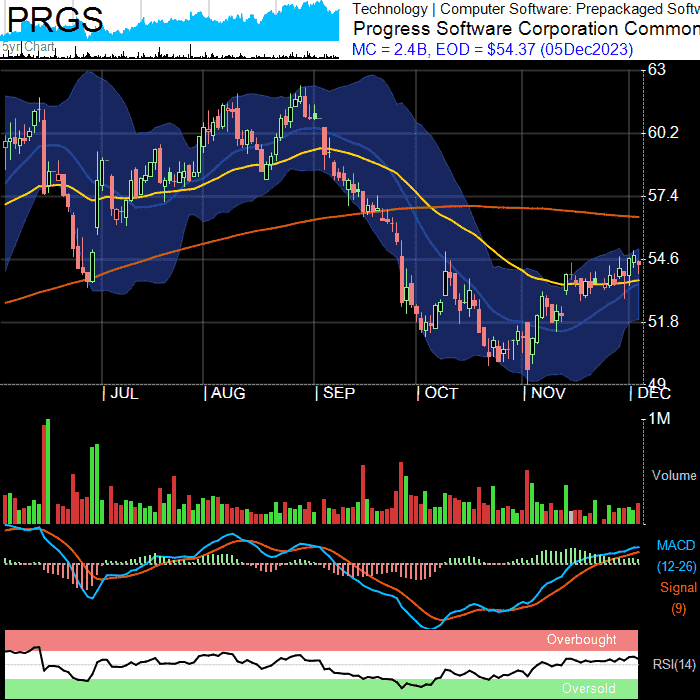 PRGS
5yr Chart
Technology | Computer Software: Prepackaged Softw
Progress Software Corporation Common
MC = 2.4B, EOD = $54.37 (05Dec2023)
63
60.2
57.4
54.6
51.8
49
JUL AUG SEP OCT NOV DEC
1M
Volume
MACD
(12-26)
Signal
(9)
Overbought
RSI(14)
Oversold